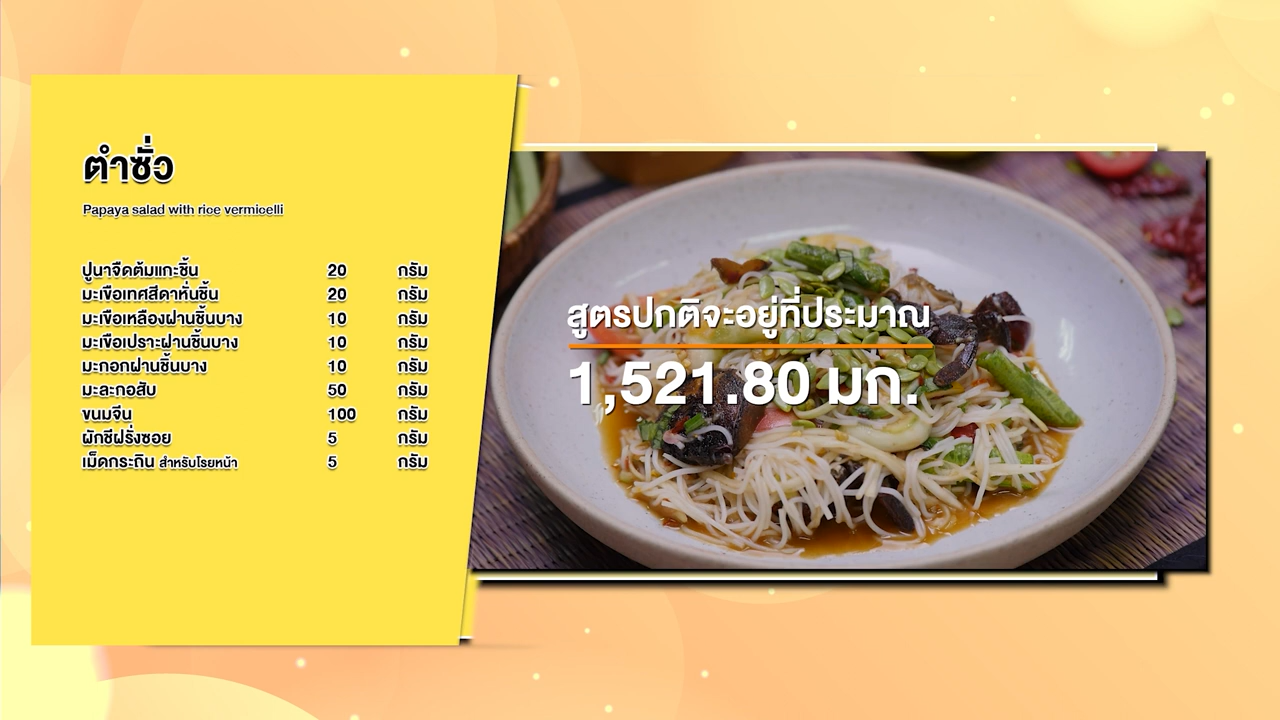 ตำซั่ว
Papaya salad with rice vermicelli
ปูนาจืดต้มแกะชิ้น 20 กรัม
มะเขือเทศสีดาหั่นชิ้น 20 กรัม
มะเขือเหลืองฝานชิ้นบาง 10 กรัม
มะเขือเปราะฝานชิ้นบาง 10 กรัม
มะกอกฝานชิ้นบาง 10 กรัม
มะละกอสับ 50 กรัม
ขนมจีน 100 กรัม
ผักชีฝรั่งซอย 5 กรัม
เม็ดกระถิน สำหรับโรยหน้า 5 กรัม
สูตรปกติจะอยู่ที่ประมาณ
1,521.80 มก.